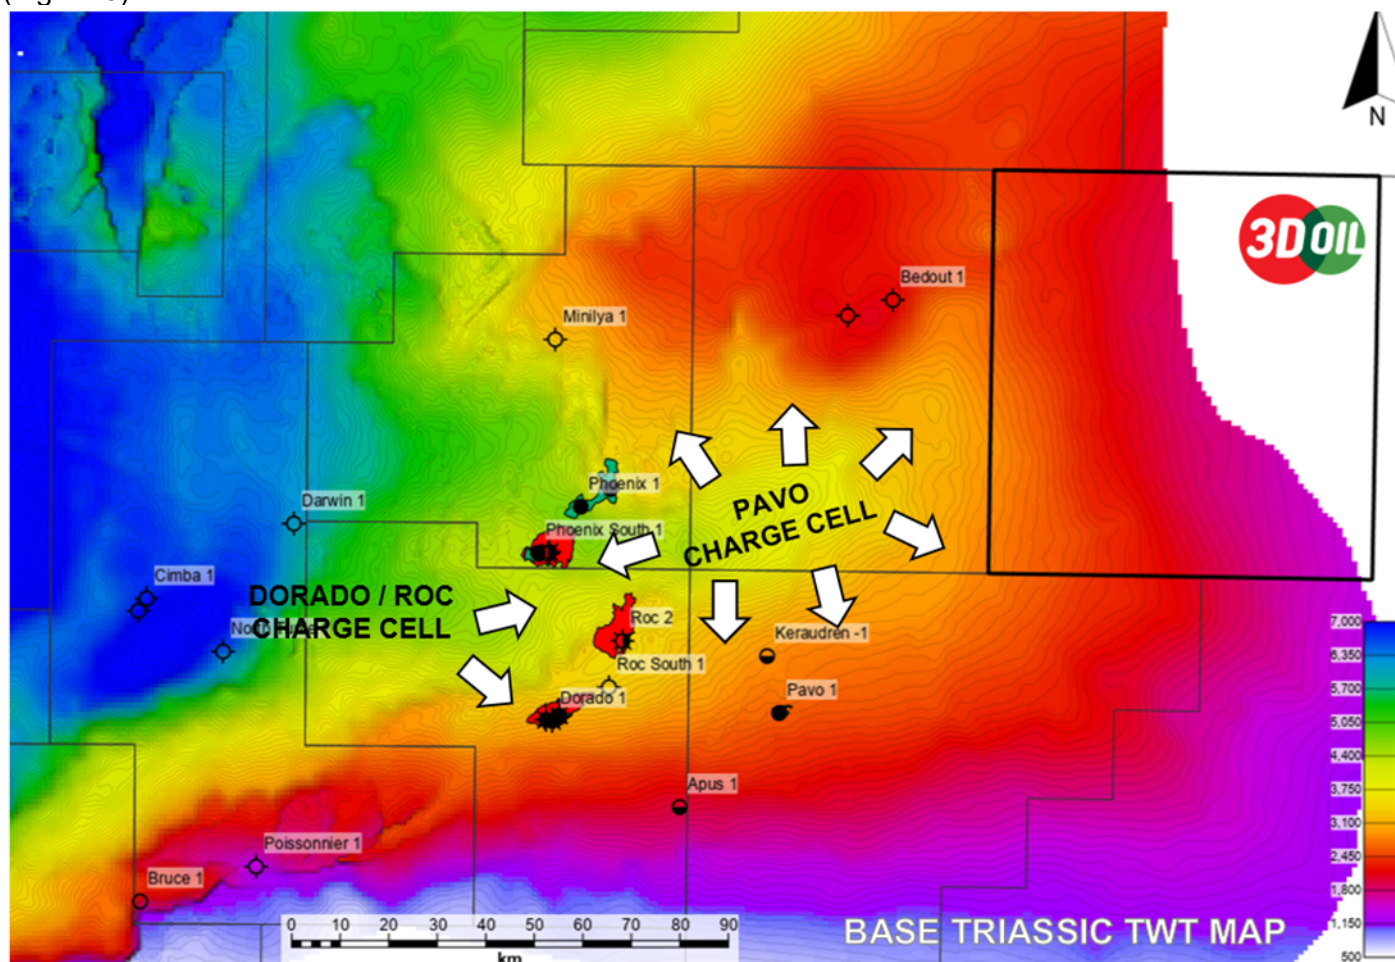 N
3D OIL
Bedout 1
Minilya 1
Phoenix 1
Darwin 1
PAVO
CHARGE CELL
Phoenix South 1
Cimba 1
DORADO / ROC
CHARGE CELL
Roc 2
Keraudren -1
Roc South 1
Pavo 1
Dorado 1
Apus 1
Poissonnier 1
Bruce 1
7,000
6,350
5,700
5,050
4,400
3,750
3,100
2,450
1,800
1,150
500
0 10 20 30 40 50 60 70 80 90
km
BASE TRIASSIC TWT MAP